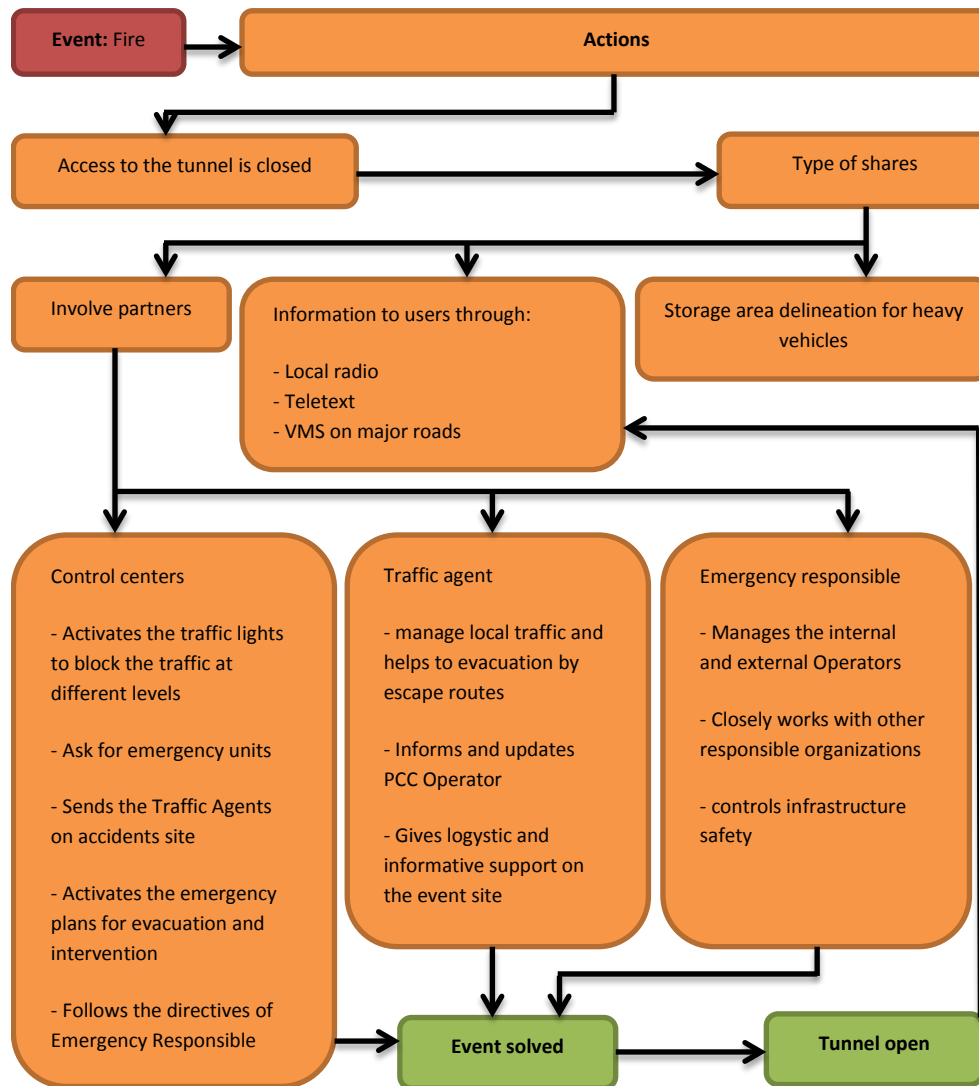 Event: Fire
Actions
Access to the tunnel is closed
Type of shares
Involve partners
Information to users through:
- Local radio
- Teletext
- VMS on major roads
Storage area delineation for heavy
vehicles
Control centers
- Activates the traffic lights
to block the traffic at
different levels
- Ask for emergency units
- Sends the Traffic Agents
on accidents site
- Activates the emergency
plans for evacuation and
intervention
- Follows the directives of
Emergency Responsible
Traffic agent
- manage local traffic and
helps to evacuation by
escape routes
- Informs and updates
PCC Operator
- Gives logystic and
informative support on
the event site
Emergency responsible
- Manages the internal
and external Operators
- Closely works with other
responsible organizations
- controls infrastructure
safety
Event solved
Tunnel open